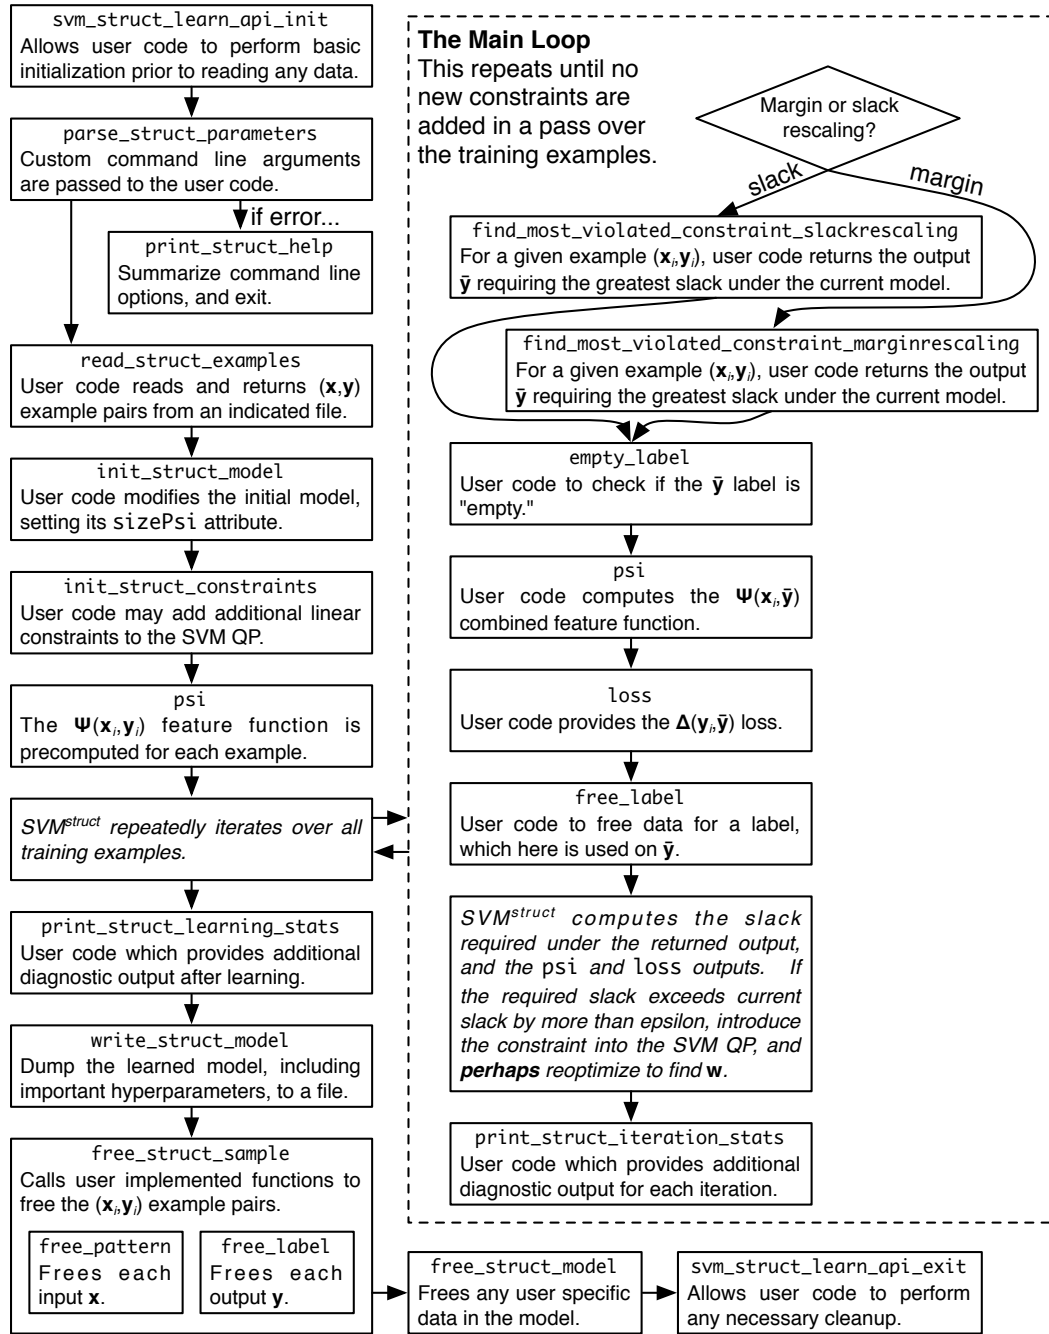 svm_struct_learn_api_init
Allows user code to perform basic
initialization prior to reading any data.
parse_struct_parameters
Custom command line arguments
are passed to the user code.
if error...
print_struct_help
Summarize command line
options, and exit.
read_struct_examples
User code reads and returns (x,y)
example pairs from an indicated file.
init_struct_model
User code modifies the initial model,
setting its sizePsi attribute.
init_struct_constraints
User code may add additional linear
constraints to the SVM QP.
psi
The Ψ(xi,yi) feature function is
precomputed for each example.
SVMstruct repeatedly iterates over all
training examples.
print_struct_learning_stats
User code which provides additional
diagnostic output after learning.
write_struct_model
Dump the learned model, including
important hyperparameters, to a file.
free_struct_sample
Calls user implemented functions to
free the (xi,yi) example pairs.
free_pattern
Frees each
input x.
free_label
Frees each
output y.
free_struct_model
Frees any user specific
data in the model.
svm_struct_learn_api_exit
Allows user code to perform
any necessary cleanup.
The Main Loop
This repeats until no
new constraints are
added in a pass over
the training examples.
Margin or slack
rescaling?
slack
margin
find_most_violated_constraint_slackrescaling
For a given example (xi,yi), user code returns the output
ȳ requiring the greatest slack under the current model.
find_most_violated_constraint_marginrescaling
For a given example (xi,yi), user code returns the output
ȳ requiring the greatest slack under the current model.
empty_label
User code to check if the ȳ label is
"empty."
psi
User code computes the Ψ(xi,ȳ)
combined feature function.
loss
User code provides the Δ(yi,ȳ) loss.
free_label
User code to free data for a label,
which here is used on ȳ.
SVMstruct computes the slack
required under the returned output,
and the psi and loss outputs. If
the required slack exceeds current
slack by more than epsilon, introduce
the constraint into the SVM QP, and
perhaps reoptimize to find w.
print_struct_iteration_stats
User code which provides additional
diagnostic output for each iteration.